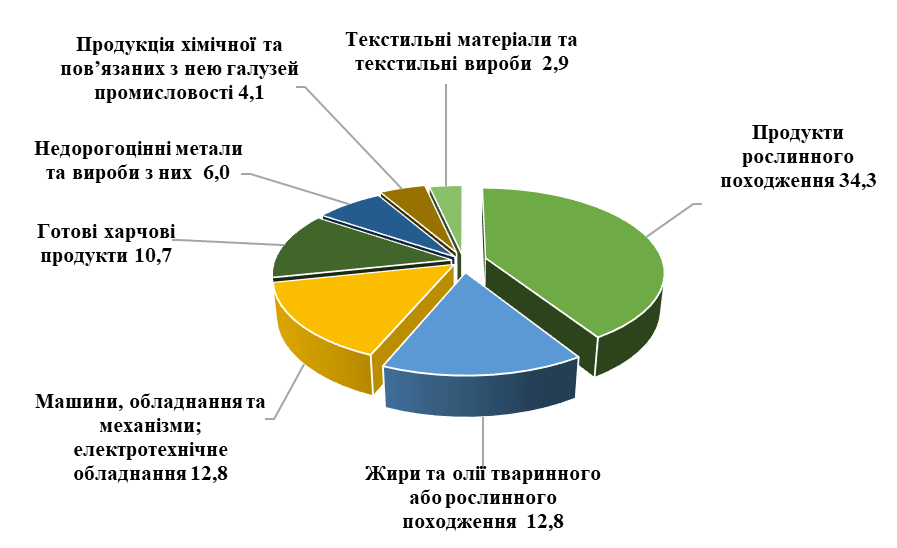 Продукція хімічної та
пов’язаних з нею галузей
промисловості 4,1
Текстильні матеріали та
текстильні вироби 2,9
Продукти
рослинного
походження 34,3
Недорогоцінні метали
та вироби з них 6,0
Готові харчові
продукти 10,7
Машини, обладнання та
механізми;
електротехнічне
обладнання 12,8
Жири та олії тваринного
або рослинного
походження 12,8